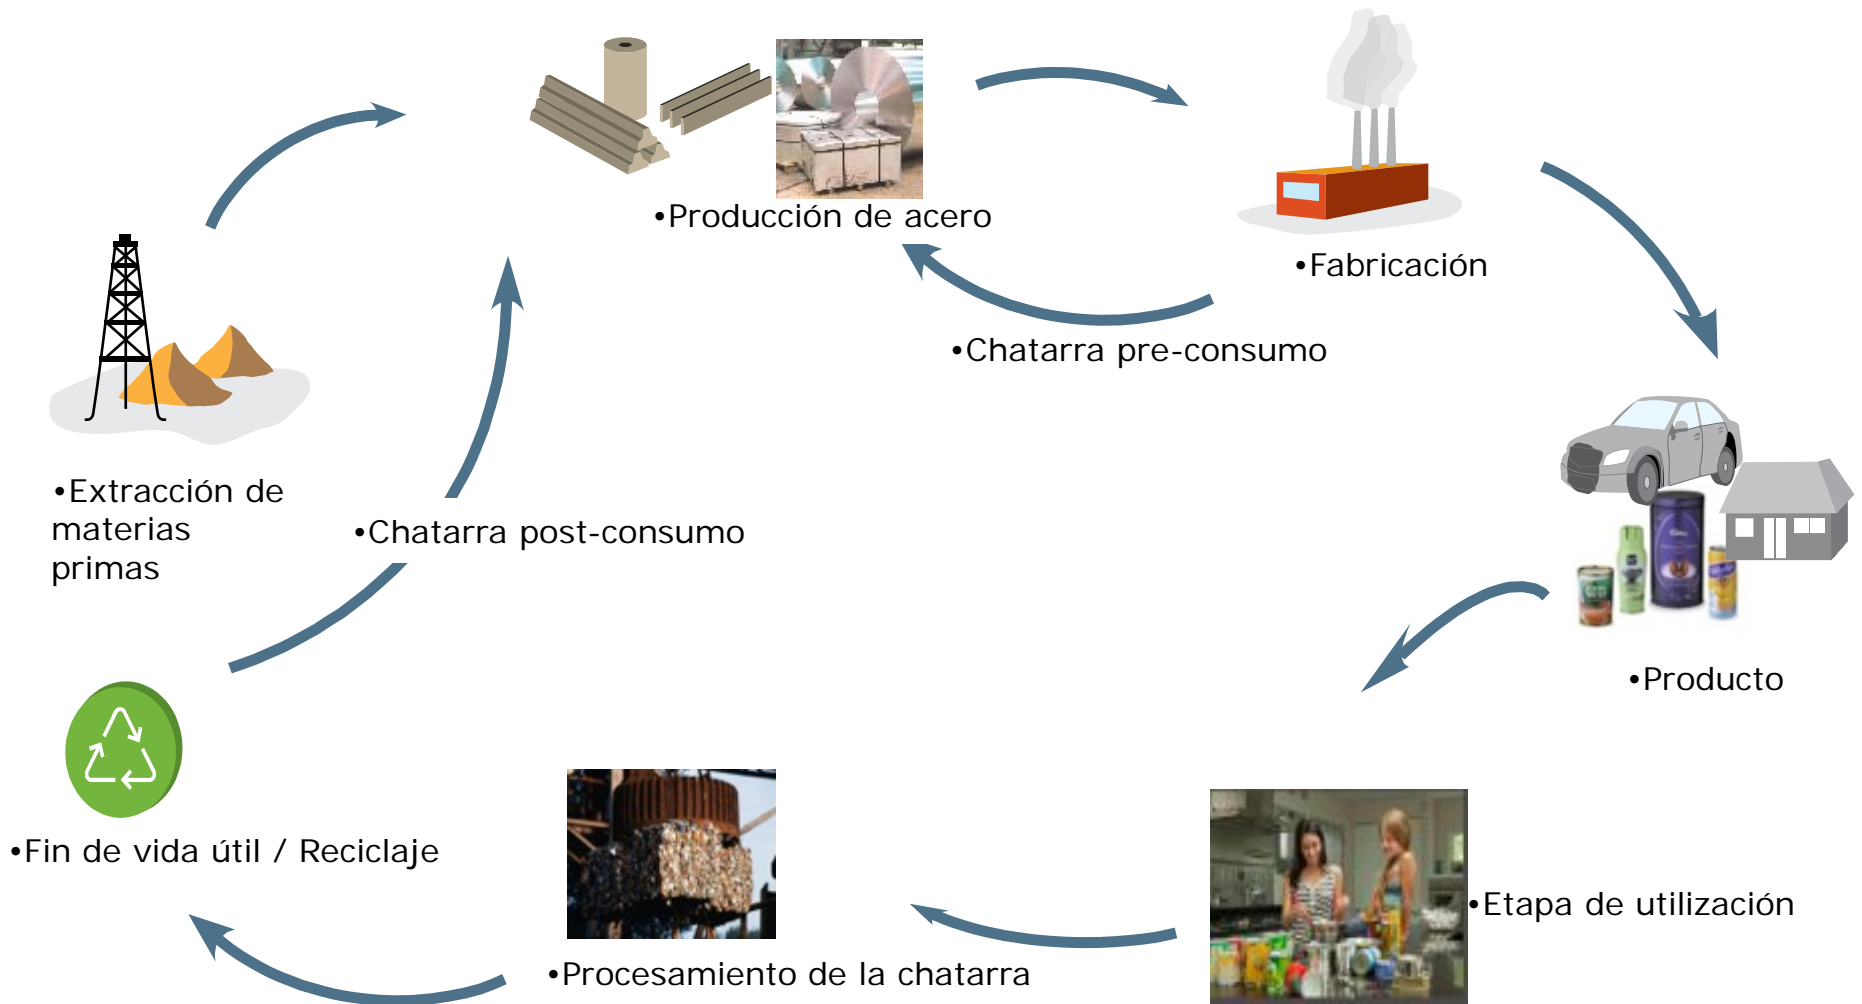 •Producción de acero
•Fabricación
•Chatarra pre-consumo
•Extracción de
materias
primas
•Chatarra post-consumo
•Producto
•Fin de vida útil / Reciclaje
•Etapa de utilización
•Procesamiento de la chatarra